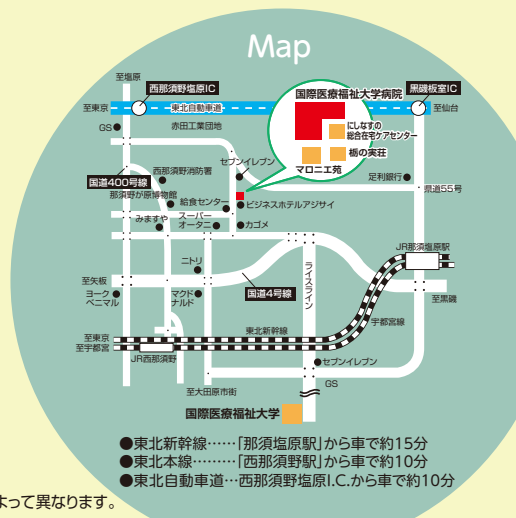 Map
至塩原
西那須野塩原IC
国際医療福祉大学病院
黒磯板室IC
至東京
東北自動車道
至仙台
GS
赤田工業団地
にしなすの
総合在宅ケアセンター
栃の実荘
マロニエ苑
セブンイレブン
西那須野消防署
足利銀行
国道400号線
県道55号
那須野が原博物館
給食センター
ビジネスホテルアジサイ
みますや
スーパー
オータニ
カゴメ
JR那須塩原駅
ニトリ
ライスライン
至矢板
国道4号線
至黒磯
ヨーク
ベニマル
マクド
ナルド
宇都宮線
東北新幹線
至東京
至宇都宮
JR西那須野
セブンイレブン
GS
至大田原市街
国際医療福祉大学
●東北新幹線……「那須塩原駅」から車で約15分
●東北本線………「西那須野駅」から車で約10分
●東北自動車道…西那須野塩原I.C.から車で約10分
よって異なります。